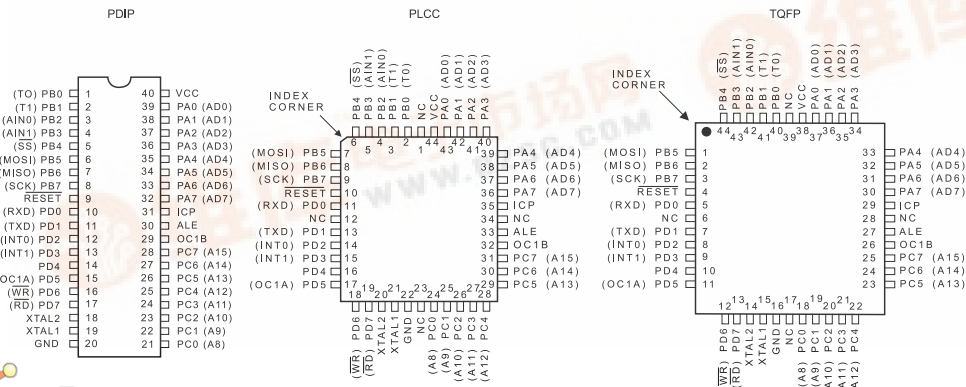 PDIP
(TO) PB0 1 40 VCC
(T1) PB1 2 39 PA0 (AD0)
(AIN0) PB2 3 38 PA1 (AD1)
(AIN1) PB3 4 37 PA2 (AD2)
(SS) PB4 5 36 PA3 (AD3)
(MOSI) PB5 6 35 PA4 (AD4)
(MISO) PB6 7 34 PA5 (AD5)
(SCK) PB7 8 33 PA6 (AD6)
RESET 9 32 PA7 (AD7)
(RXD) PD0 10 31 ICP
(TXD) PD1 11 30 ALE
(INT0) PD2 12 29 OC1B
(INT1) PD3 13 28 PC7 (A15)
PD4 14 27 PC6 (A14)
(OC1A) PD5 15 26 PC5 (A13)
(WR) PD6 16 25 PC4 (A12)
(RD) PD7 17 24 PC3 (A11)
XTAL2 18 23 PC2 (A10)
XTAL1 19 22 PC1 (A9)
GND 20 21 PC0 (A8)
PLCC
INDEX
CORNER
PB4 (SS)
PB3 (AIN1)
PB2 (AIN0)
PB1 (T1)
PB0 (T0)
NC
VCC
PA0 (AD0)
PA1 (AD1)
PA2 (AD2)
PA3 (AD3)
6 5 4 3 2 1 44 43 42 41 40
(MOSI) PB5 7 39 PA4 (AD4)
(MISO) PB6 8 38 PA5 (AD5)
(SCK) PB7 9 37 PA6 (AD6)
RESET 10 36 PA7 (AD7)
(RXD) PD0 11 35 ICP
NC 12 34 NC
(TXD) PD1 13 33 ALE
(INT0) PD2 14 32 OC1B
(INT1) PD3 15 31 PC7 (A15)
PD4 16 30 PC6 (A14)
(OC1A) PD5 17 29 PC5 (A13)
18 19 20 21 22 23 24 25 26 27 28
(WR) PD6
(RD) PD7
XTAL2
XTAL1
GND
NC
(A8) PC0
(A9) PC1
(A10) PC2
(A11) PC3
(A12) PC4
TQFP
INDEX
CORNER
PB4 (SS)
PB3 (AIN1)
PB2 (AIN0)
PB1 (T1)
PB0 (T0)
NC
VCC
PA0 (AD0)
PA1 (AD1)
PA2 (AD2)
PA3 (AD3)
44 43 42 41 40 39 38 37 36 35 34
(MOSI) PB5 1 33 PA4 (AD4)
(MISO) PB6 2 32 PA5 (AD5)
(SCK) PB7 3 31 PA6 (AD6)
RESET 4 30 PA7 (AD7)
(RXD) PD0 5 29 ICP
NC 6 28 NC
(TXD) PD1 7 27 ALE
(INT0) PD2 8 26 OC1B
(INT1) PD3 9 25 PC7 (A15)
PD4 10 24 PC6 (A14)
(OC1A) PD5 11 23 PC5 (A13)
12 13 14 15 16 17 18 19 20 21 22
(WR) PD6
(RD) PD7
XTAL2
XTAL1
GND
NC
(A8) PC0
(A9) PC1
(A10) PC2
(A11) PC3
(A12) PC4